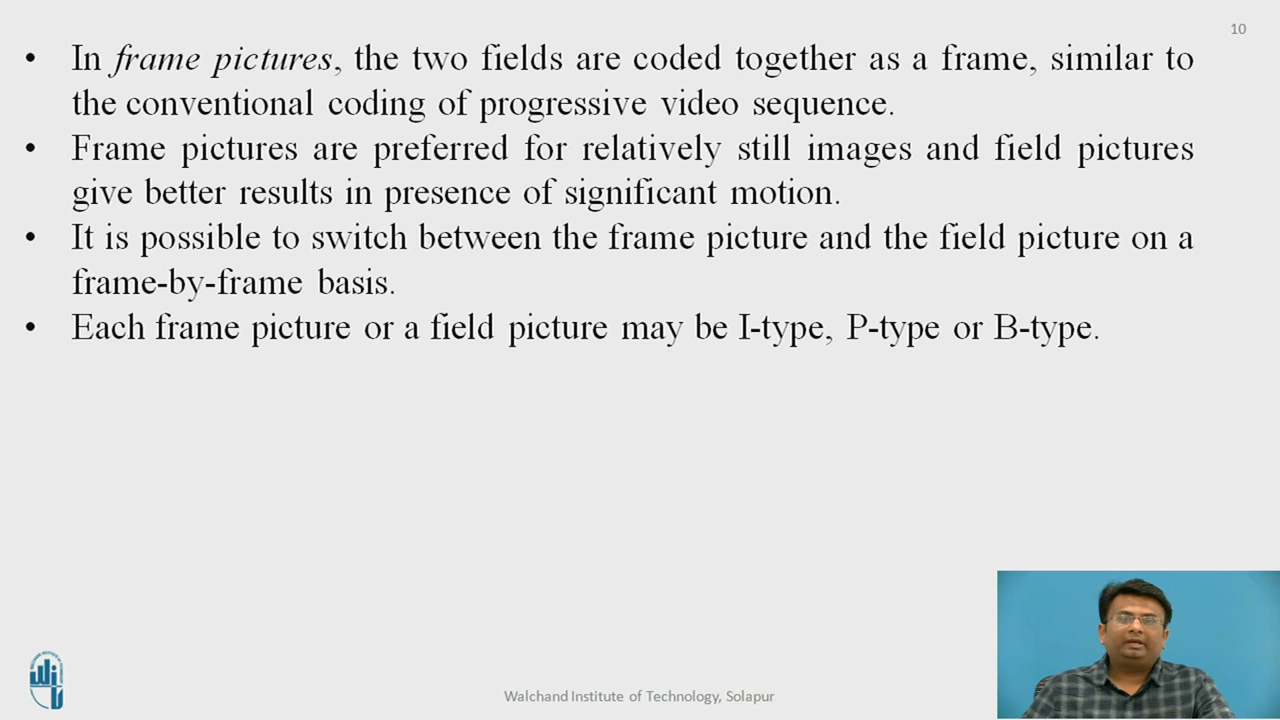 10
• In frame pictures, the two fields are coded together as a frame, similar to
the conventional coding of progressive video sequence.
• Frame pictures are preferred for relatively still images and field pictures
give better results in presence of significant motion.
• It is possible to switch between the frame picture and the field picture on a
frame-by-frame basis.
• Each frame picture or a field picture may be I-type, P-type or B-type.
Walchand Institute of Technology, Solapur